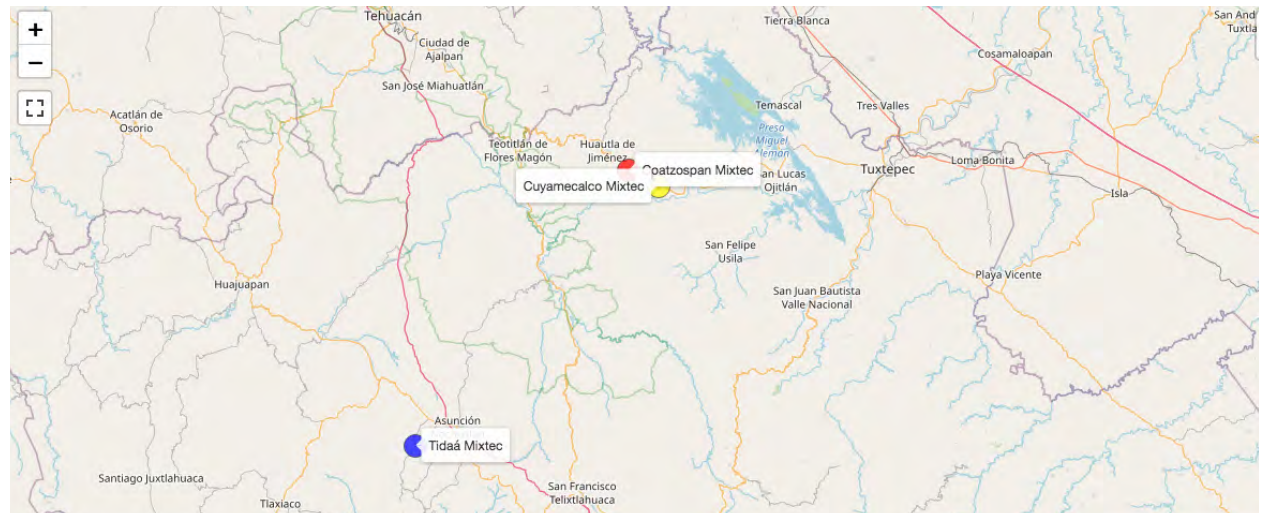 Tehuacán
Tierra Blanca
San And
Tuxtla
+
Ciudad de
Ajalpan
Cosamaloapan
−
San José Miahuatlán
Acatlán de
Osorio
Temascal
Tres Valles
Presa
Miguel
Alemán
Teotitlán de
Flores Magón
Huautla de
Jiménez
Coatzospan Mixtec
Cuyamecalco Mixtec
an Lucas
Ojitlán
Tuxtepec
Loma Bonita
Isla
San Felipe
Usila
Huajuapan
Playa Vicente
San Juan Bautista
Valle Nacional
Asunción
Tidaá Mixtec
Santiago Juxtlahuaca
San Francisco
Telixtlahuaca
Tlaxiaco